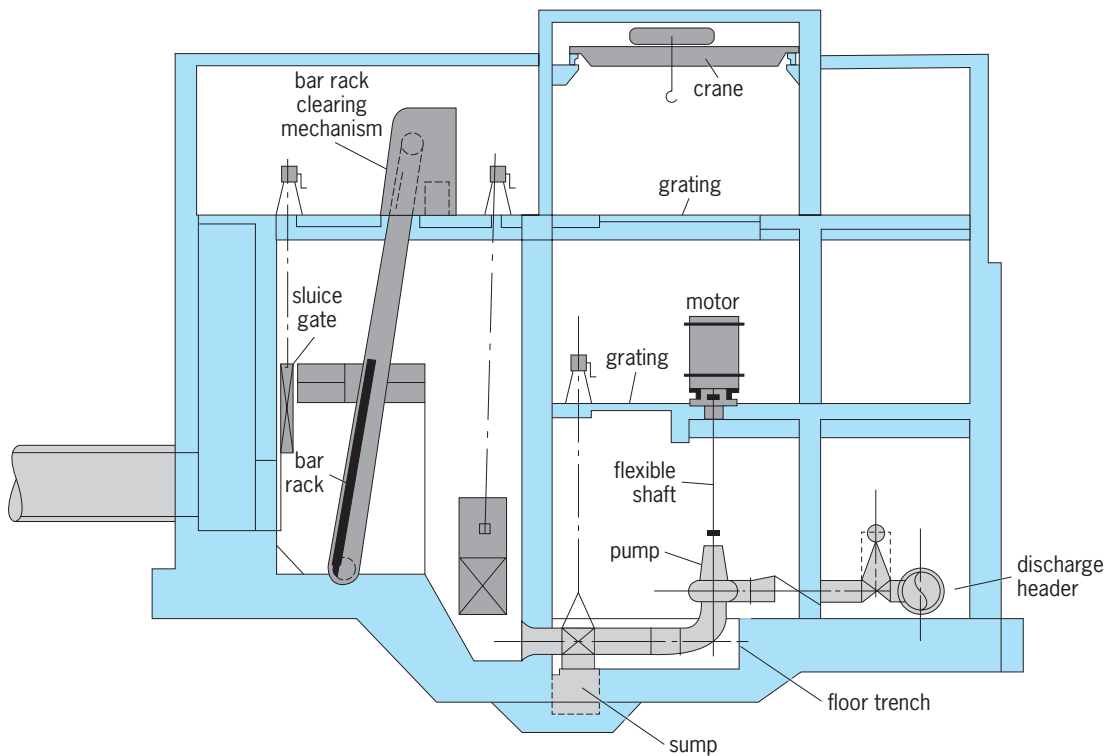 bar rack
clearing
mechanism
crane
grating
sluice
gate
motor
grating
bar
rack
flexible
shaft
pump
discharge
header
floor trench
sump